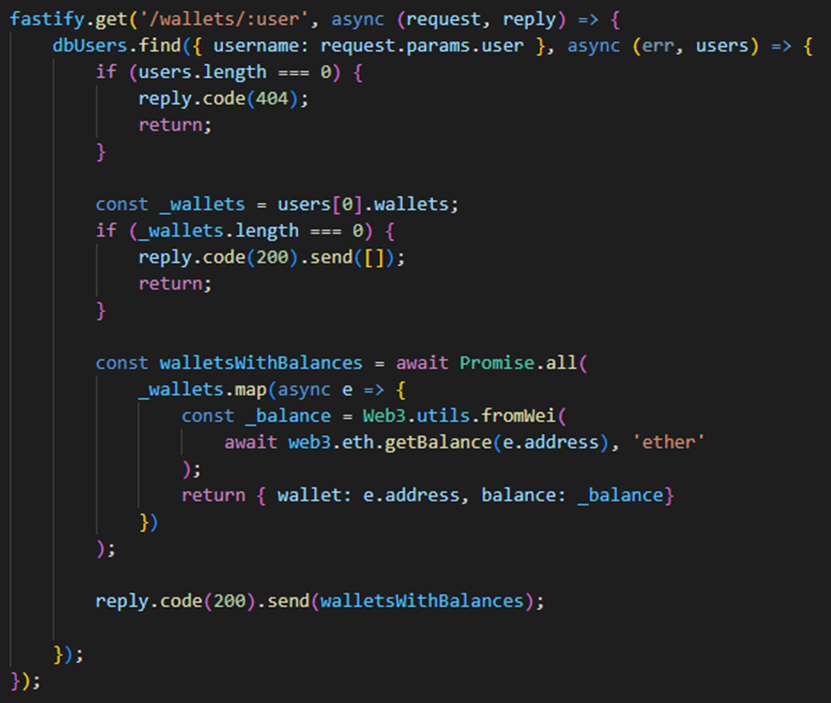 fastify.get('/wallets/:user', async (request, reply) => {
    dbUsers.find({ username: request.params.user }, async (err, users) => {
        if (users.length === 0) {
            reply.code(404);
            return;
        }

        const _wallets = users[0].wallets;
        if (_wallets.length === 0) {
            reply.code(200).send([]);
            return;
        }

        const walletsWithBalances = await Promise.all(
            _wallets.map(async e => {
                const _balance = Web3.utils.fromWei(
                    await web3.eth.getBalance(e.address), 'ether'
                );
                return { wallet: e.address, balance: _balance}
            })
        );

        reply.code(200).send(walletsWithBalances);

    });
});